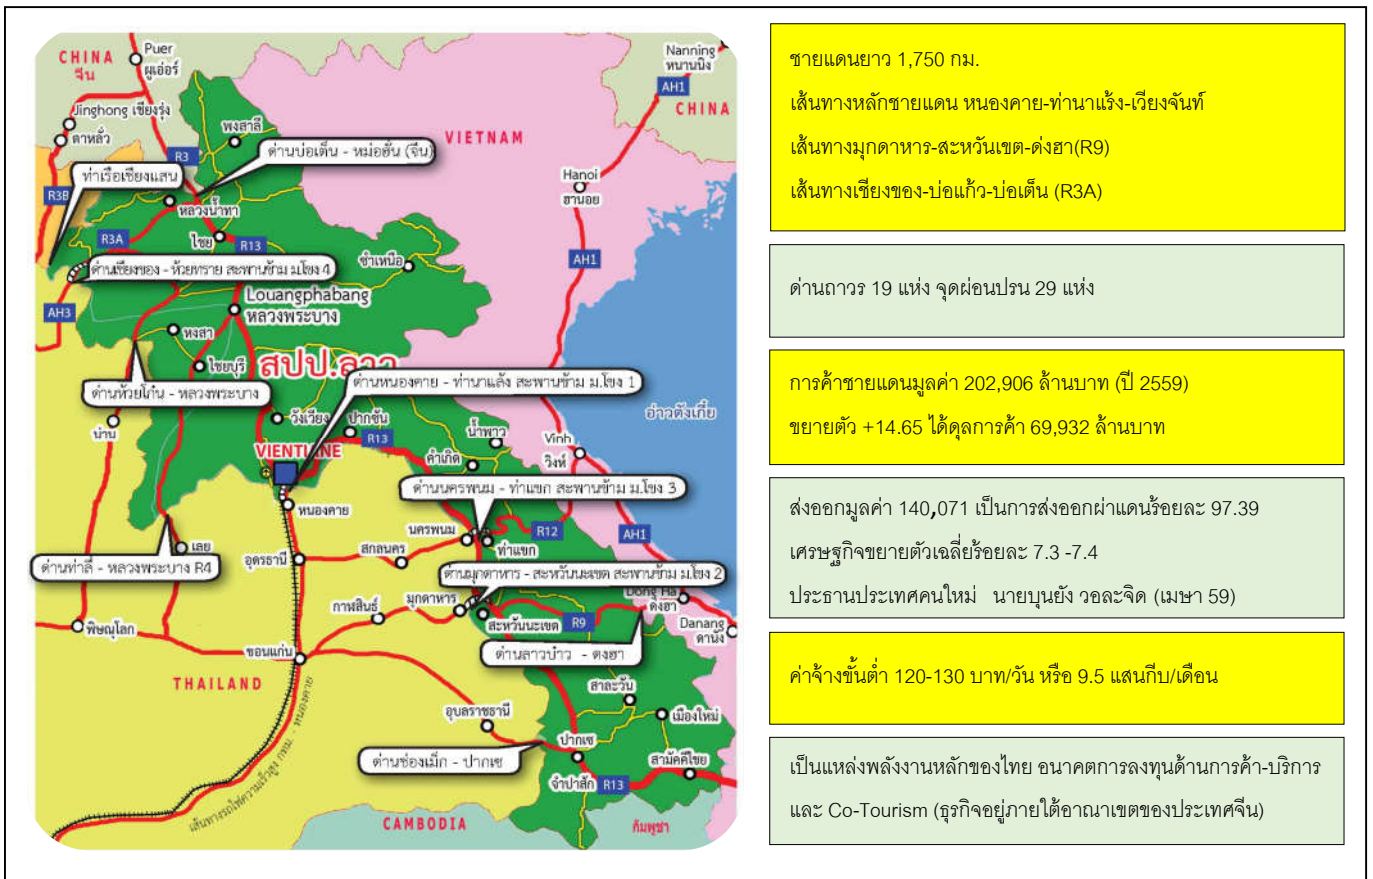 CHINA
จีน
Puer
ผูเอ่อร์
Nanning
หนานนิง
AH1
CHINA
Jinghong เชียงรุ่ง
ต้าหลั่ว
พงสาลี
VIETNAM
R3
ด่านบ่อเต็น - หม่อฮั่น (จีน)
ท่าเรือเชียงแสน
R3B
Hanoi
ฮานอย
หลวงน้ำทา
R3A
ไชย
R13
AH1
ซำเหนือ
ด่านเชียงของ - ห้วยทราย สะพานข้าม ม.โขง 4
AH3
Louangphabang
หลวงพระบาง
หงสา
ไชยบุรี
สปป.ลาว
ด่านหนองคาย - ท่านาแล้ง สะพานข้าม ม.โขง 1
ด่านห้วยโก๋น - หลวงพระบาง
อ่าวตังเกี๋ย
น่าน
วังเวียง
ปากซัน
R13
น้ำพาว
Vinh
วิงห์
VIENTIANE
คำเกิด
ด่านนครพนม - ท่าแขก สะพานข้าม ม.โขง 3
หนองคาย
นครพนม
R12
AH1
เลย
อุดรธานี
สกลนคร
ท่าแขก
ด่านท่าลี่ - หลวงพระบาง R4
ด่านมุกดาหาร - สะหวันนะเขต สะพานข้าม ม.โขง 2
กาฬสินธุ์
มุกดาหาร
Dong Ha
ดงฮา
พิษณุโลก
สะหวันนะเขต
R9
Danang
ดานัง
ขอนแก่น
ด่านลาวบ๋าว - ดงฮา
THAILAND
สาละวัน
อุบลราชธานี
เมืองใหม่
ปากเซ
ด่านช่องเม็ก - ปากเซ
สามัคคีไชย
จำปาสัก
R13
เส้นทางรถไฟความเร็วสูง กทม. - หนองคาย
CAMBODIA
กัมพูชา
ชายแดนยาว 1,750 กม.
เส้นทางหลักชายแดน หนองคาย-ท่านาแร้ง-เวียงจันท์
เส้นทางมุกดาหาร-สะหวันเขต-ด่งฮา(R9)
เส้นทางเชียงของ-บ่อแก้ว-บ่อเต็น (R3A)
ด่านถาวร 19 แห่ง จุดผ่อนปรน 29 แห่ง
การค้าชายแดนมูลค่า 202,906 ล้านบาท (ปี 2559)
ขยายตัว +14.65 ได้ดุลการค้า 69,932 ล้านบาท
ส่งออกมูลค่า 140,071 เป็นการส่งออกผ่าแดนร้อยละ 97.39
เศรษฐกิจขยายตัวเฉลี่ยร้อยละ 7.3 -7.4
ประธานประเทศคนใหม่ นายบุนยัง วอละจิด (เมษา 59)
ค่าจ้างขั้นต่ำ 120-130 บาท/วัน หรือ 9.5 แสนกีบ/เดือน
เป็นแหล่งพลังงานหลักของไทย อนาคตการลงทุนด้านการค้า-บริการ
และ Co-Tourism (ธุรกิจอยู่ภายใต้อาณาเขตของประเทศจีน)